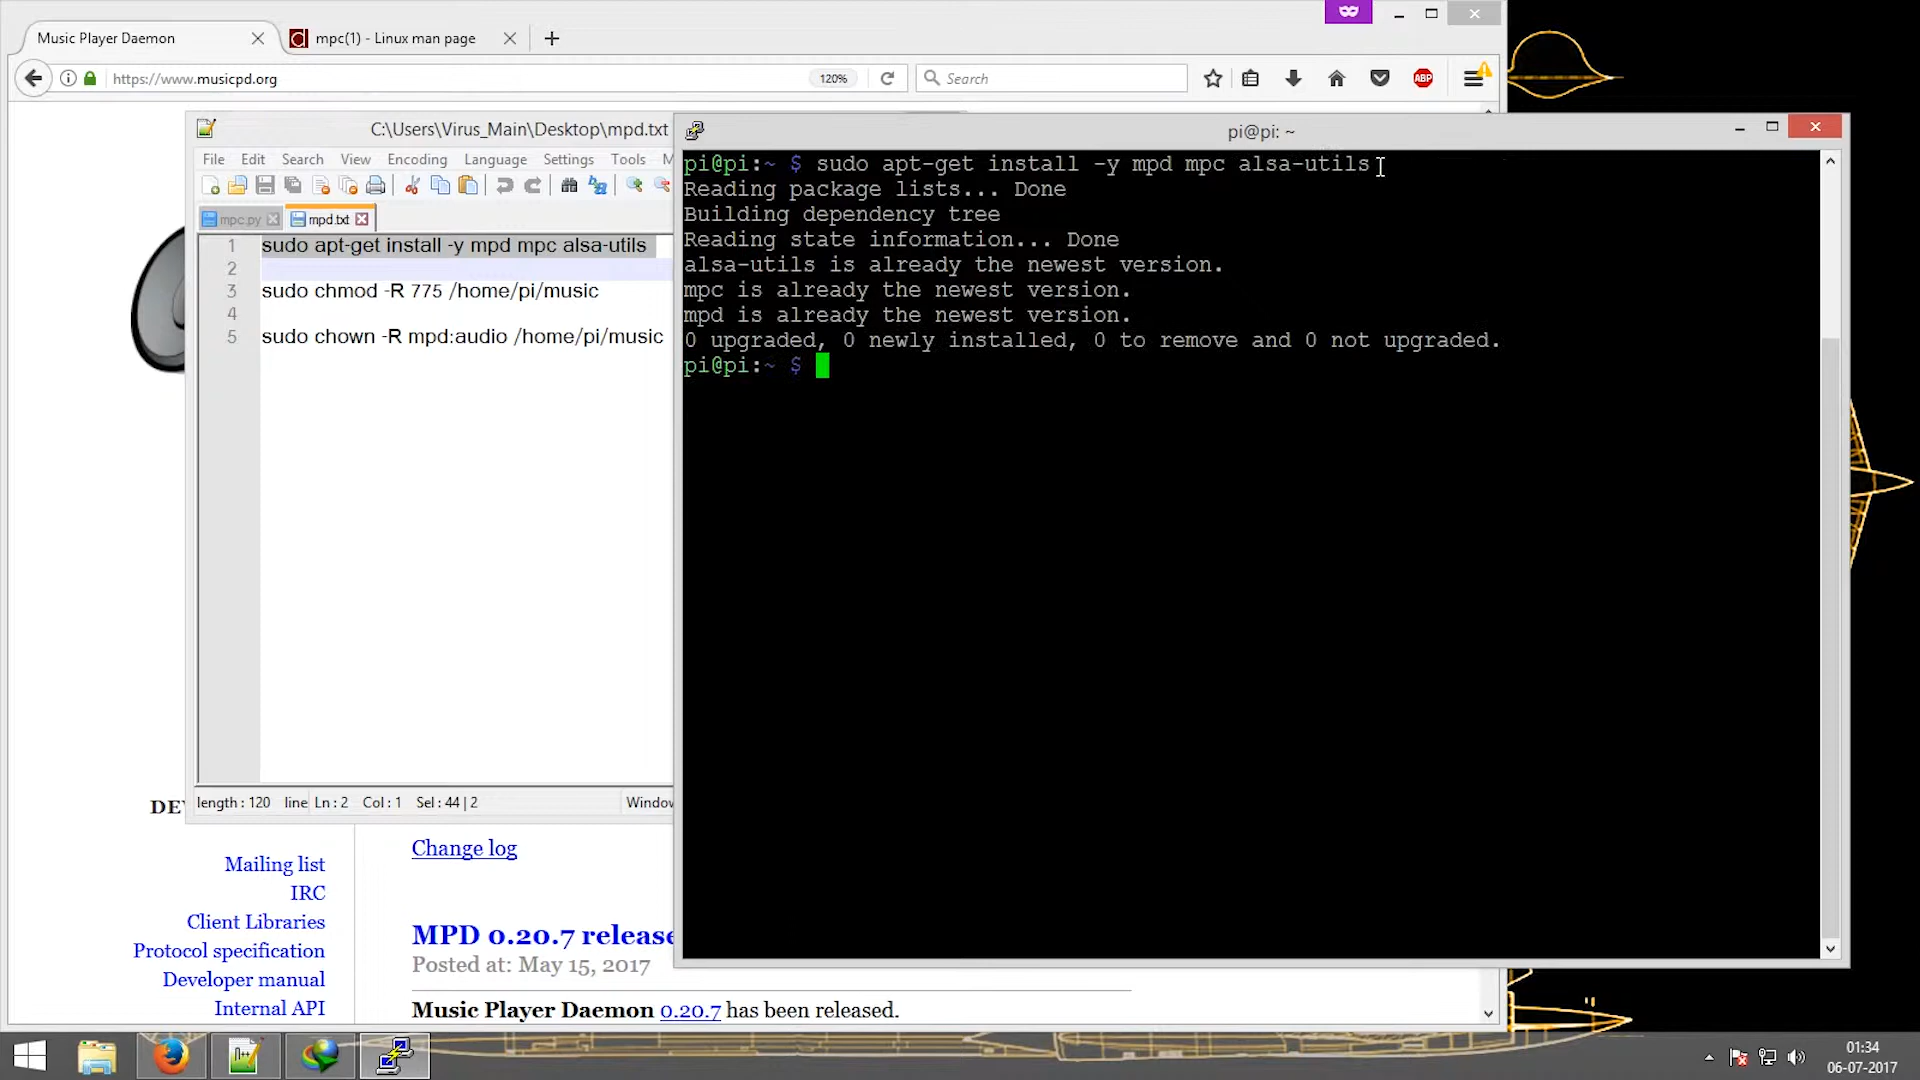 Music Player Daemon
mpc(1) - Linux man page
https://www.musicpd.org
120%
Search
ABP
C:\Users\Virus_Main\Desktop\mpd.txt
File Edit Search View Encoding Language Settings Tools M
mpc.py
mpd.txt
1 sudo apt-get install -y mpd mpc alsa-utils
2
3 sudo chmod -R 775 /home/pi/music
4
5 sudo chown -R mpd:audio /home/pi/music
length : 120 line Ln : 2 Col : 1 Sel : 44 | 2 Window
pi@pi: ~
pi@pi:~ $ sudo apt-get install -y mpd mpc alsa-utils
Reading package lists... Done
Building dependency tree
Reading state information... Done
alsa-utils is already the newest version.
mpc is already the newest version.
mpd is already the newest version.
0 upgraded, 0 newly installed, 0 to remove and 0 not upgraded.
pi@pi:~ $
DE
Mailing list
IRC
Client Libraries
Protocol specification
Developer manual
Internal API
Change log
MPD 0.20.7 release
Posted at: May 15, 2017
Music Player Daemon 0.20.7 has been released.
01:34
06-07-2017